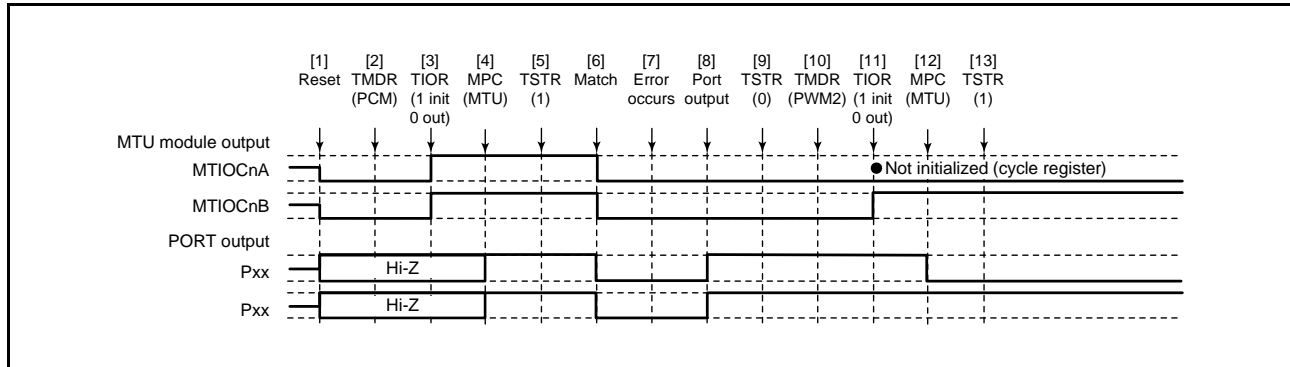 [1] [2] [3] [4] [5] [6] [7] [8] [9] [10] [11] [12] [13]
Reset TMDR TIOR MPC TSTR Match Error Port TSTR TMDR TIOR MPC TSTR
(PCM) (1 init (MTU) (1) occurs output (0) (PWM2) (1 init (MTU) (1)
0 out) 0 out)
MTU module output
MTIOCnA ●Not initialized (cycle register)
MTIOCnB
PORT output
Pxx Hi-Z
Pxx Hi-Z